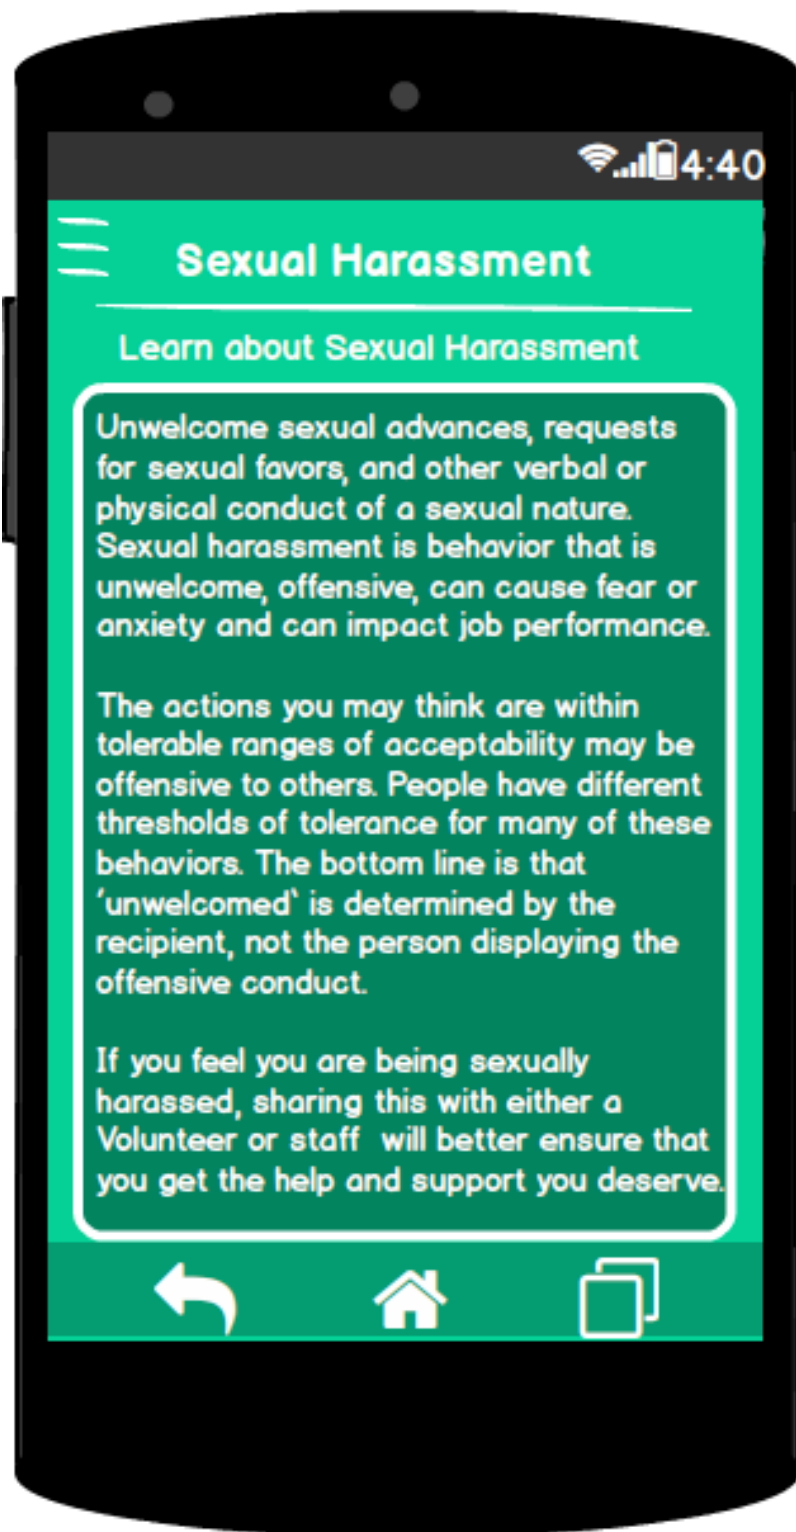 4:40
Sexual Harassment
Learn about Sexual Harassment
Unwelcome sexual advances, requests
for sexual favors, and other verbal or
physical conduct of a sexual nature.
Sexual harassment is behavior that is
unwelcome, offensive, can cause fear or
anxiety and can impact job performance.
The actions you may think are within
tolerable ranges of acceptability may be
offensive to others. People have different
thresholds of tolerance for many of these
behaviors. The bottom line is that
‘unwelcomed` is determined by the
recipient, not the person displaying the
offensive conduct.
If you feel you are being sexually
harassed, sharing this with either a
Volunteer or staff  will better ensure that
you get the help and support you deserve.